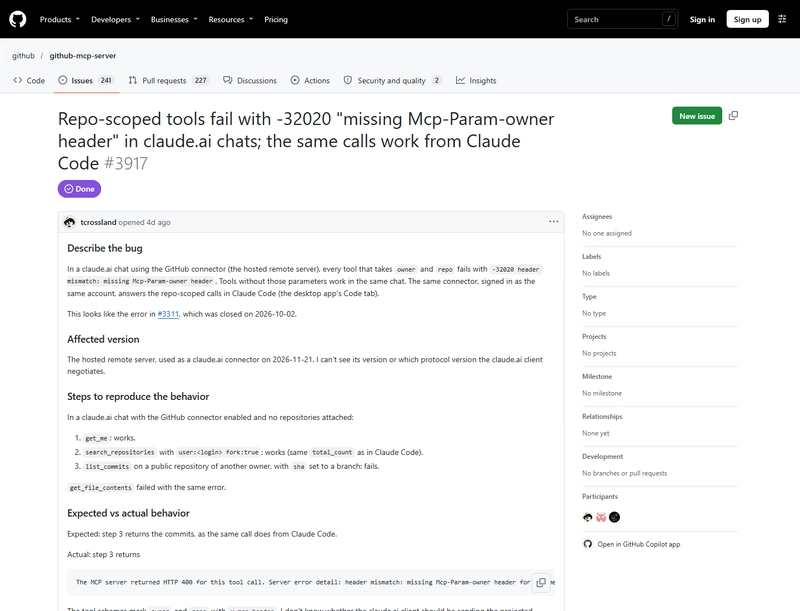 Products Developers Businesses Resources Pricing Search / Sign in Sign up
github / github-mcp-server
Code Issues 241 Pull requests 227 Discussions Actions Security and quality 2 Insights
Repo-scoped tools fail with -32020 "missing Mcp-Param-owner
header" in claude.ai chats; the same calls work from Claude
Code #3917
New issue
Done
tcrossland opened 4d ago
Describe the bug
In a claude.ai chat using the GitHub connector (the hosted remote server), every tool that takes owner and repo fails with -32020 header
mismatch: missing Mcp-Param-owner header . Tools without those parameters work in the same chat. The same connector, signed in as the
same account, answers the repo-scoped calls in Claude Code (the desktop app's Code tab).
This looks like the error in #3311, which was closed on 2026-10-02.
Affected version
The hosted remote server, used as a claude.ai connector on 2026-11-21. I can't see its version or which protocol version the claude.ai client
negotiates.
Steps to reproduce the behavior
In a claude.ai chat with the GitHub connector enabled and no repositories attached:
1. get_me : works.
2. search_repositories with user:<login> fork:true : works (same total_count as in Claude Code).
3. list_commits on a public repository of another owner, with sha set to a branch: fails.
get_file_contents failed with the same error.
Expected vs actual behavior
Expected: step 3 returns the commits, as the same call does from Claude Code.
Actual: step 3 returns
The MCP server returned HTTP 400 for this tool call. Server error detail: header mismatch: missing Mcp-Param-owner header for
Assignees
No one assigned
Labels
No labels
Type
No type
Projects
No projects
Milestone
No milestone
Relationships
None yet
Development
No branches or pull requests
Participants
Open in GitHub Copilot app